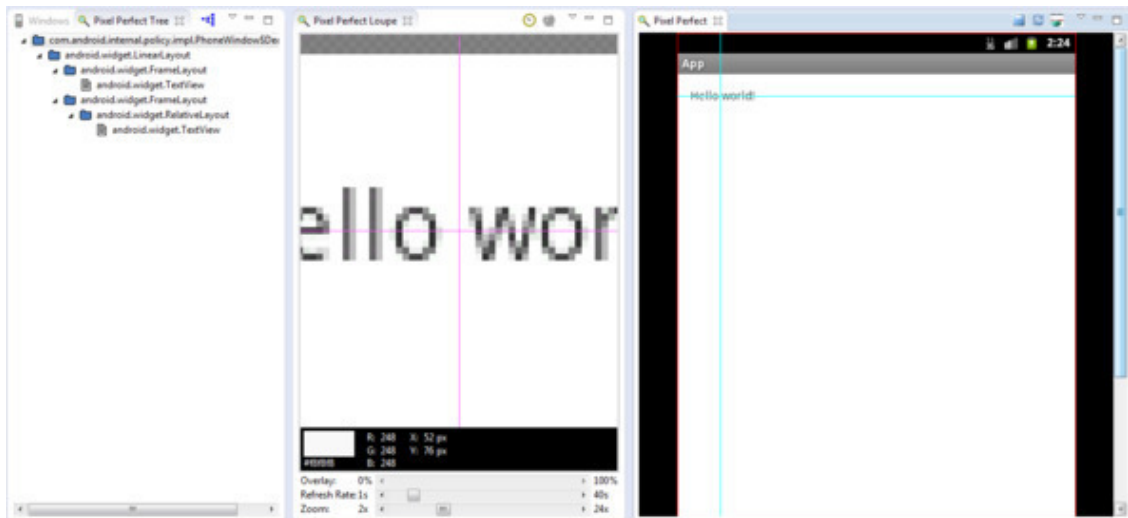 Windows Pixel Perfect Tree
com.android.internal.policy.impl.PhoneWindow$De
android.widget.LinearLayout
android.widget.FrameLayout
android.widget.TextView
android.widget.FrameLayout
android.widget.RelativeLayout
android.widget.TextView
Pixel Perfect Loupe
ello wor
R: 248 X: 52 px
G: 248 Y: 76 px
#f8f8f8 B: 248
Overlay: 0% 100%
Refresh Rate: 1s 40s
Zoom: 2x 24x
Pixel Perfect
2:24
App
Hello world!